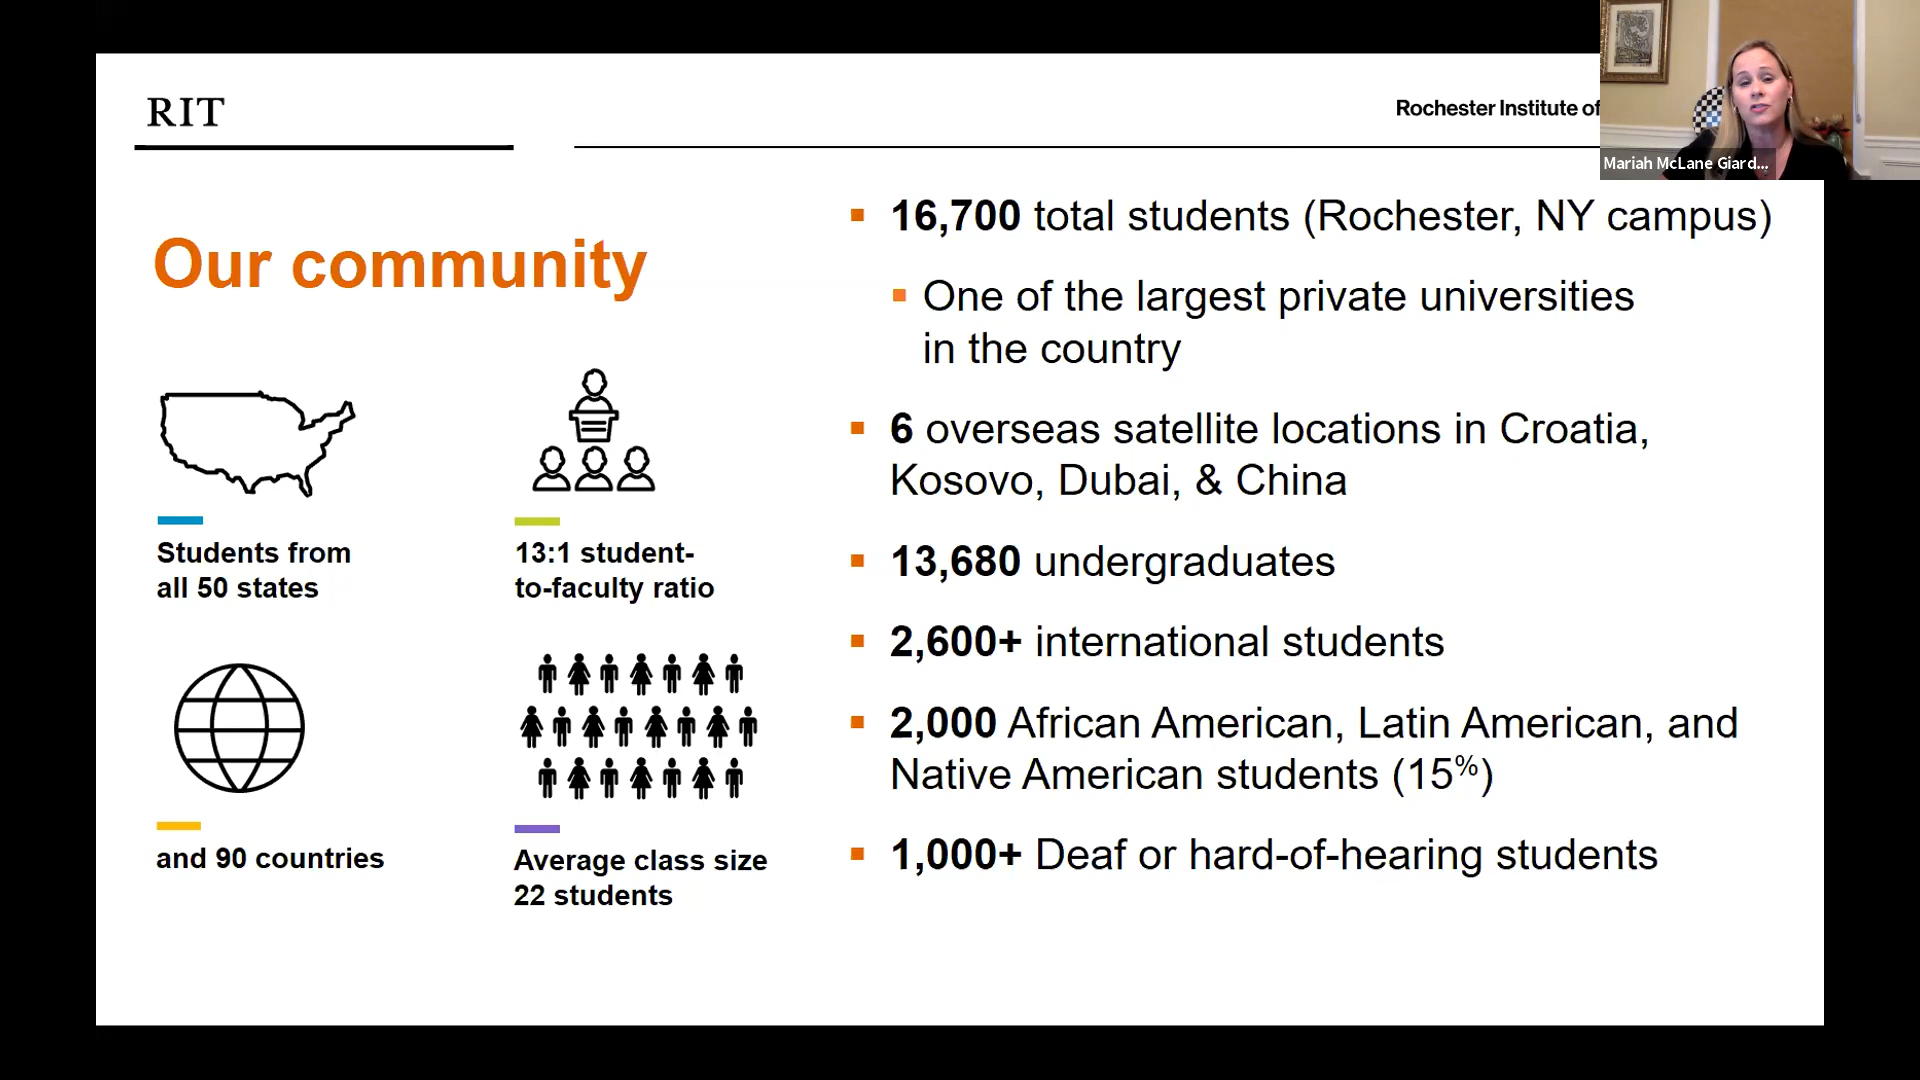 RIT
Rochester Institute of
Mariah McLane Giard...
Our community
Students from
all 50 states
13:1 student-
to-faculty ratio
and 90 countries
Average class size
22 students
16,700 total students (Rochester, NY campus)
One of the largest private universities
in the country
6 overseas satellite locations in Croatia,
Kosovo, Dubai, & China
13,680 undergraduates
2,600+ international students
2,000 African American, Latin American, and
Native American students (15%)
1,000+ Deaf or hard-of-hearing students